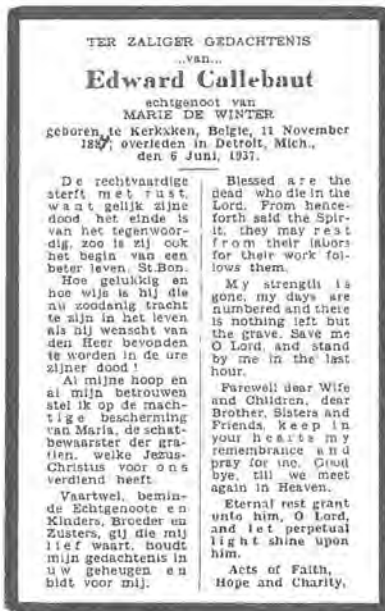 TER ZALIGER GEDACHTENIS
..van...
Edward Callebaut
echtgenoot van
MARIE DE WINTER
geboren te Kerkxken, Belgie, 11 November
1884; overleden in Detroit, Mich.,
den 6 Juni, 1937.
De rechtvaardige
sterft met rust,
want gelijk zijne
dood het einde is
van het tegenwoor-
dig, zoo is zij ook
het begin van een
beter leven. St.Bon.
Hoe gelukkig en
hoe wijs is hij die
nu zoodanig tracht
te zijn in het leven
als hij wenscht van
den Heer bevonden
te worden in de ure
zijner dood!
Al mijne hoop en
al mijn betrouwen
stel ik op de mach-
tige bescherming
van Maria, de schat-
bewaarster der gra-
tien, welke Jezus-
Christus voor ons
verdiend heeft.
Vaartwel, bemin-
de Echtgenoote en
Kinders, Broeder en
Zusters, gij die mij
lief waart, houdt
mijn gedachtenis in
uw geheugen en
bidt voor mij.
Blessed are the
dead who die in the
Lord. From hence-
forth said the Spir-
it, they may rest
from their labors
for their work fol-
lows them.
My strength is
gone, my days are
numbered and there
is nothing left but
the grave. Save me
O Lord, and stand
by me in the last
hour.
Farewell dear Wife
and Children, dear
Brother, Sisters and
Friends, keep in
your hearts my
remembrance and
pray for me. Good
bye, till we meet
again in Heaven.
Eternal rest grant
unto him, O Lord,
and let perpetual
light shine upon
him.
Acts of Faith,
Hope and Charity,